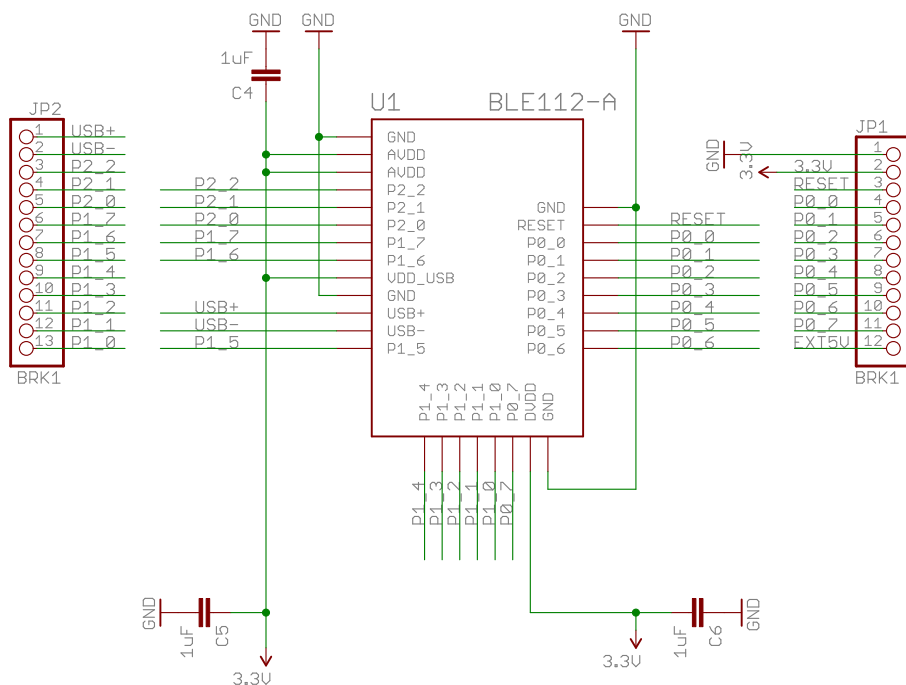 GND GND GND
1uF
C4
U1 BLE112-A
JP2
1 USB+
2 USB-
3 P2_2
4 P2_1
5 P2_0
6 P1_7
7 P1_6
8 P1_5
9 P1_4
10 P1_3
11 P1_2
12 P1_1
13 P1_0
BRK1
P2_2
P2_1
P2_0
P1_7
P1_6
USB+
USB-
P1_5
GND
AVDD
AVDD
P2_2
P2_1
P2_0
P1_7
P1_6
VDD_USB
GND
USB+
USB-
P1_5
GND
RESET
P0_0
P0_1
P0_2
P0_3
P0_4
P0_5
P0_6
P1_4
P1_3
P1_2
P1_1
P1_0
P0_7
DVDD
GND
P1_4
P1_3
P1_2
P1_1
P1_0
P0_7
RESET
P0_0
P0_1
P0_2
P0_3
P0_4
P0_5
P0_6
JP1
GND
3.3V
1
3.3V 2
RESET 3
P0_0 4
P0_1 5
P0_2 6
P0_3 7
P0_4 8
P0_5 9
P0_6 10
P0_7 11
EXT5V 12
BRK1
GND
1uF
C5
3.3V
3.3V
1uF
C6
GND